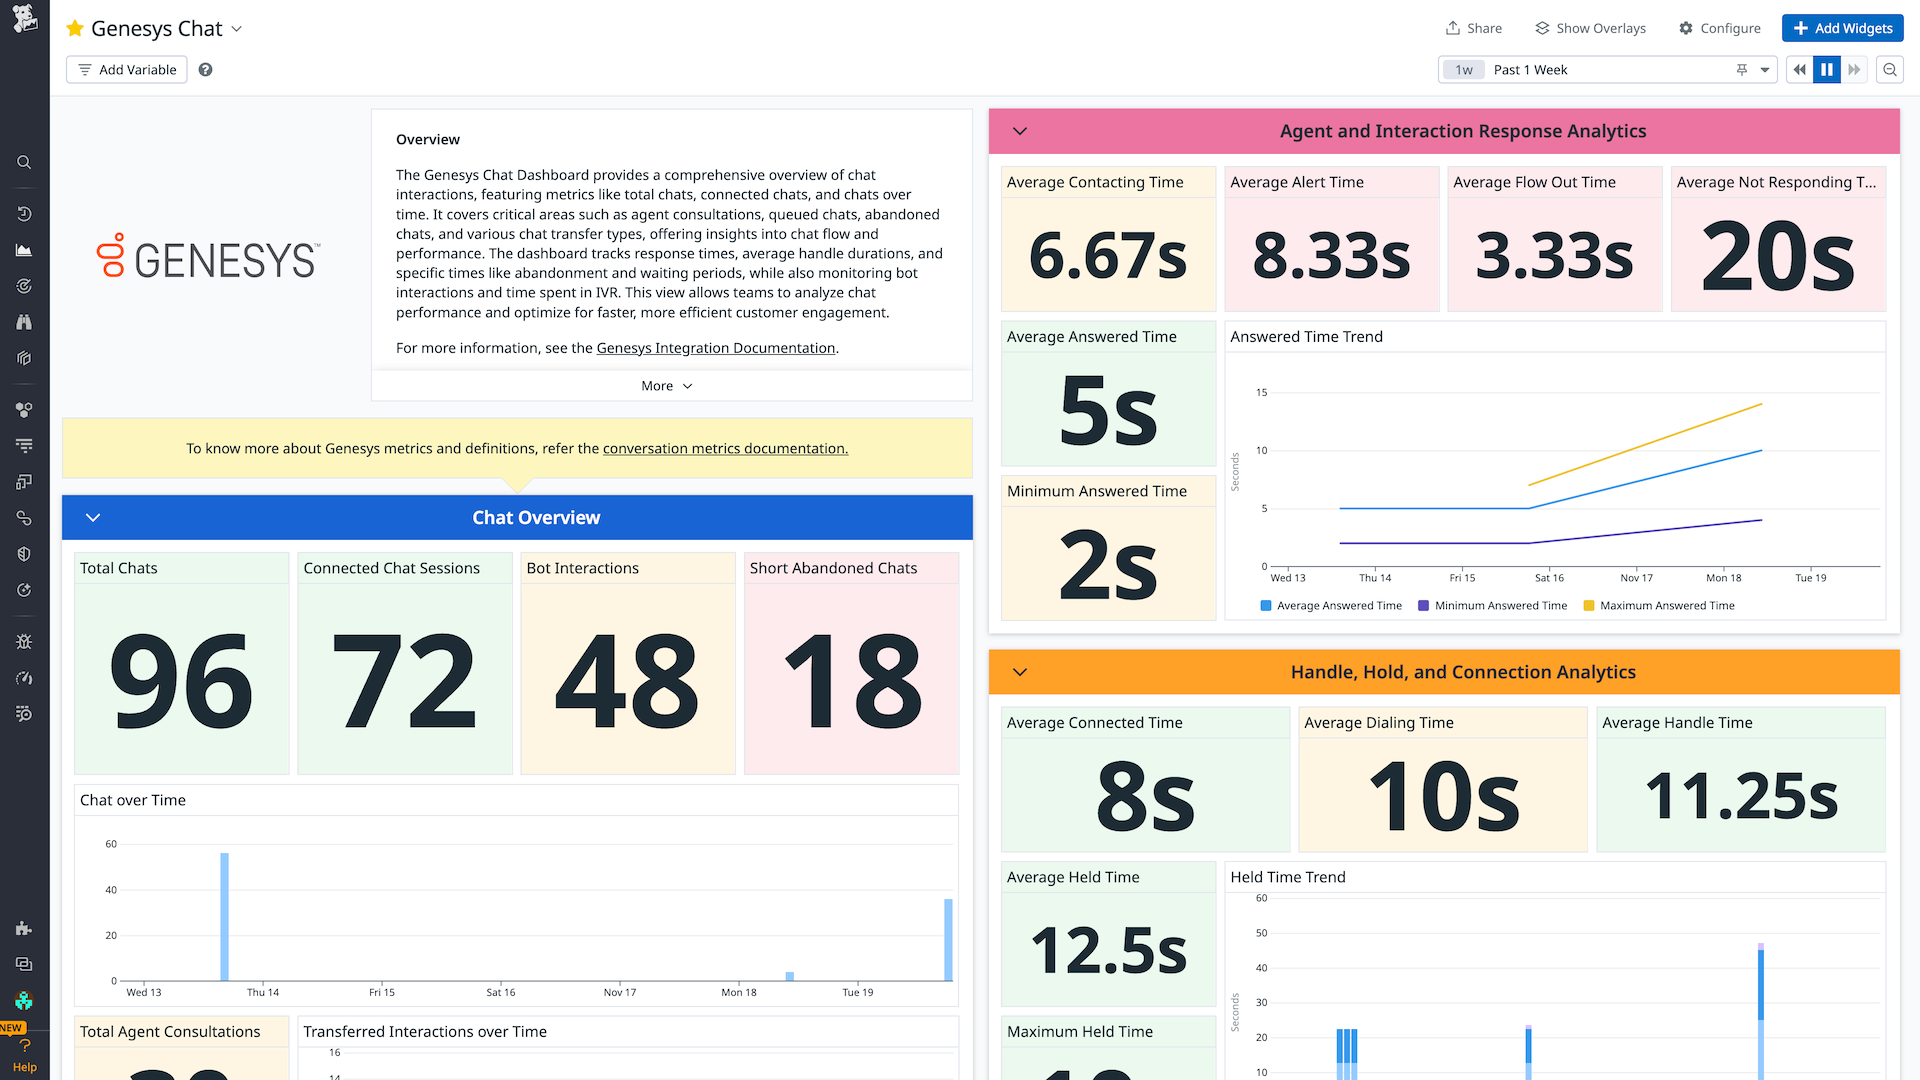 Genesys Chat
Share
Show Overlays
Configure
Add Widgets
Add Variable
1w Past 1 Week
GENESYS™
Overview
The Genesys Chat Dashboard provides a comprehensive overview of chat
interactions, featuring metrics like total chats, connected chats, and chats over
time. It covers critical areas such as agent consultations, queued chats, abandoned
chats, and various chat transfer types, offering insights into chat flow and
performance. The dashboard tracks response times, average handle durations, and
specific times like abandonment and waiting periods, while also monitoring bot
interactions and time spent in IVR. This view allows teams to analyze chat
performance and optimize for faster, more efficient customer engagement.
For more information, see the Genesys Integration Documentation.
More
To know more about Genesys metrics and definitions, refer the conversation metrics documentation.
Chat Overview
Total Chats
96
Connected Chat Sessions
72
Bot Interactions
48
Short Abandoned Chats
18
Chat over Time
60
40
20
0
Wed 13 Thu 14 Fri 15 Sat 16 Nov 17 Mon 18 Tue 19
Total Agent Consultations
Transferred Interactions over Time
16
14
Agent and Interaction Response Analytics
Average Contacting Time
6.67s
Average Alert Time
8.33s
Average Flow Out Time
3.33s
Average Not Responding T...
20s
Average Answered Time
5s
Minimum Answered Time
2s
Answered Time Trend
Seconds
15
10
5
0
Wed 13 Thu 14 Fri 15 Sat 16 Nov 17 Mon 18 Tue 19
Average Answered Time Minimum Answered Time Maximum Answered Time
Handle, Hold, and Connection Analytics
Average Connected Time
8s
Average Dialing Time
10s
Average Handle Time
11.25s
Average Held Time
12.5s
Maximum Held Time
Held Time Trend
Seconds
60
50
40
30
20
10
NEW
Help